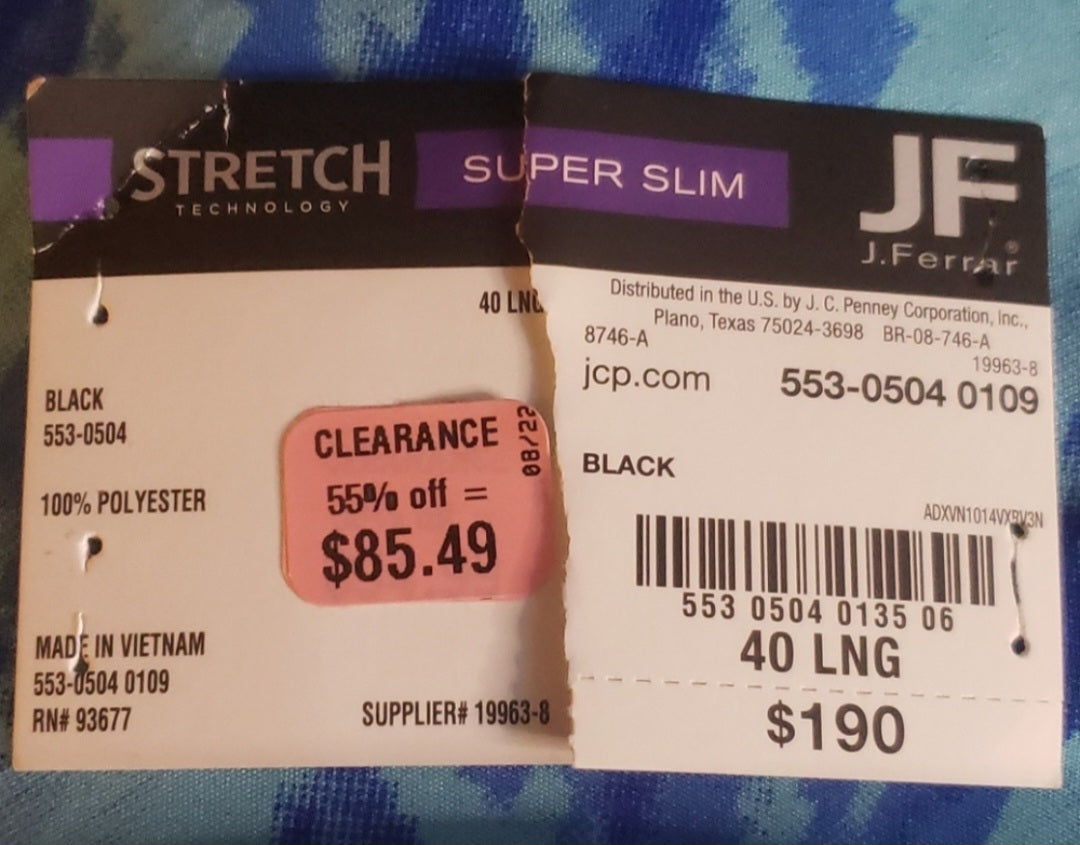 STRETCH
TECHNOLOGY
SUPER SLIM
JF
J.Ferrar®
40 LNG
BLACK
553-0504
100% POLYESTER
CLEARANCE
55% off =
$85.49
08/22
MADE IN VIETNAM
553-0504 0109
RN# 93677
SUPPLIER# 19963-8
Distributed in the U.S. by J. C. Penney Corporation, Inc.,
Plano, Texas 75024-3698 BR-08-746-A
8746-A
19963-8
jcp.com
553-0504 0109
BLACK
553 0504 0135 06
40 LNG
$190